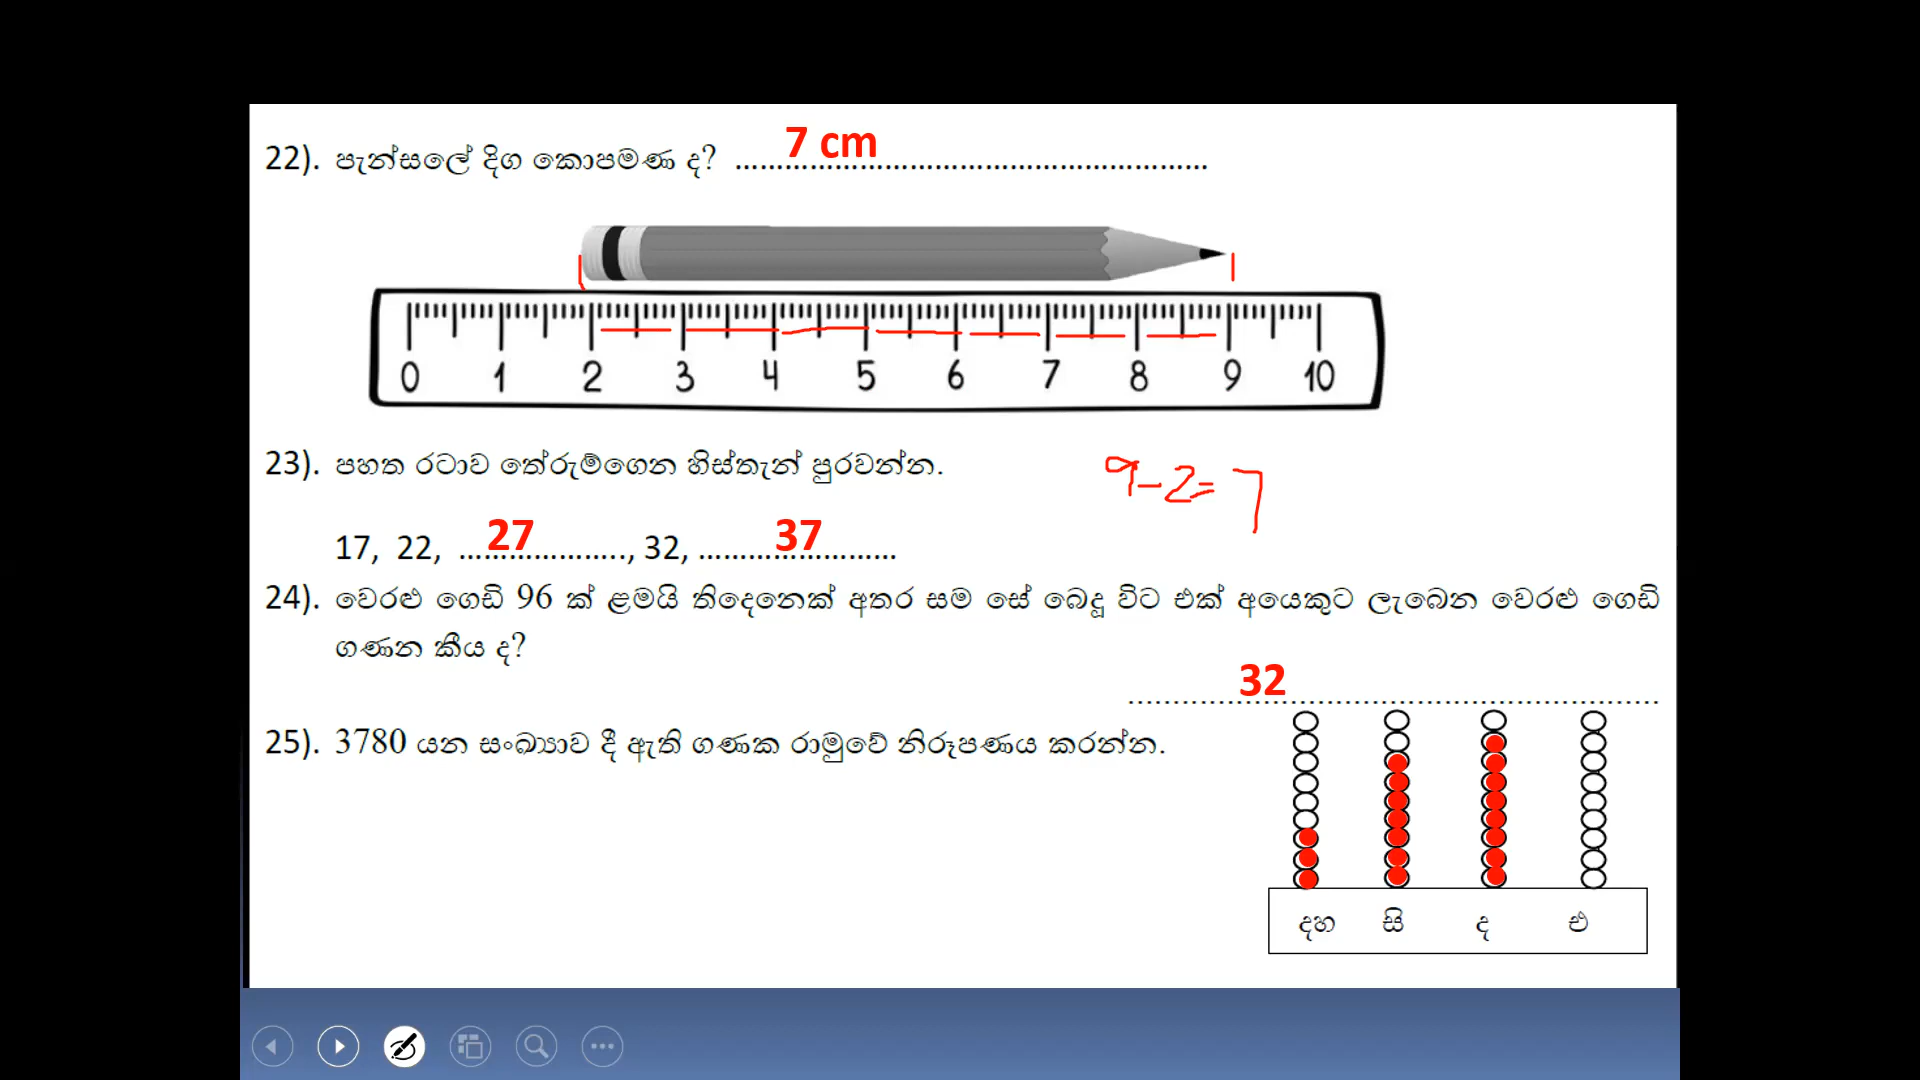 22). පැන්සලේ දිග කොපමණ ද? ........................................................... 7 cm
0 1 2 3 4 5 6 7 8 9 10
23). පහත රටාව තේරුම්ගෙන හිස්තැන් පුරවන්න.
9-2=7
17, 22, 27, 32, 37
24). වෙරළු ගෙඩි 96 ක් ළමයි තිදෙනෙක් අතර සම සේ බෙදූ විට එක් අයෙකුට ලැබෙන වෙරළු ගෙඩි
ගණන කීය ද?
32
25). 3780 යන සංඛ්‍යාව දී ඇති ගණක රාමුවේ නිරූපණය කරන්න.
දහ සි ද එ